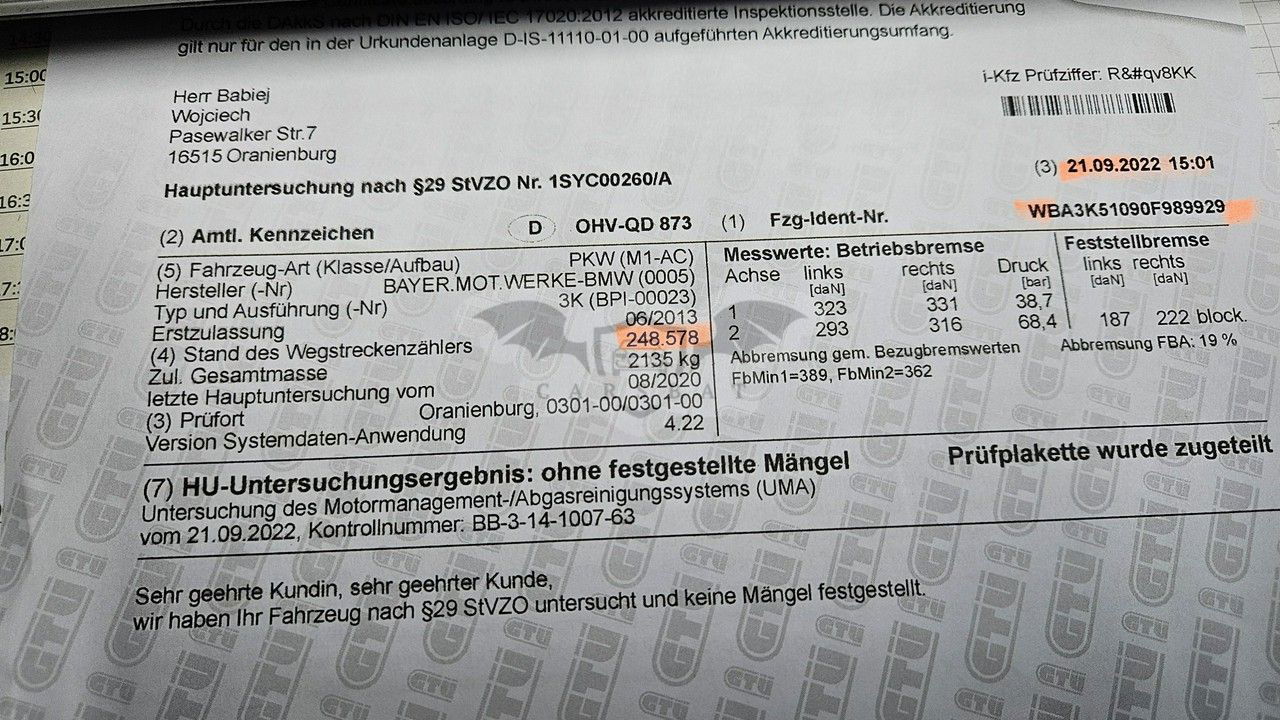 Durch die DAkkS nach DIN EN ISO/ IEC 17020:2012 akkreditierte Inspektionsstelle. Die Akkreditierung
gilt nur für den in der Urkundenanlage D-IS-11110-01-00 aufgeführten Akkreditierungsumfang.
i-Kfz Prüfziffer: R&#qv8KK
Herr Babiej
Wojciech
Pasewalker Str.7
16515 Oranienburg
(3) 21.09.2022 15:01
Hauptuntersuchung nach §29 StVZO Nr. 1SYC00260/A
(2) Amtl. Kennzeichen D OHV-QD 873 (1) Fzg-Ident-Nr. WBA3K51090F989929
(5) Fahrzeug-Art (Klasse/Aufbau) PKW (M1-AC)
Hersteller (-Nr) BAYER.MOT.WERKE-BMW (0005)
Typ und Ausführung (-Nr) 3K (BPI-00023)
Erstzulassung 06/2013
(4) Stand des Wegstreckenzählers 248.578
Zul. Gesamtmasse 2135 kg
letzte Hauptuntersuchung vom 08/2020
(3) Prüfort Oranienburg, 0301-00/0301-00
Version Systemdaten-Anwendung 4.22
Messwerte: Betriebsbremse Feststellbremse
Achse links rechts Druck links rechts
[daN] [daN] [bar] [daN] [daN]
1 323 331 38,7
2 293 316 68,4 187 222 block.
Abbremsung gem. Bezugbremswerten Abbremsung FBA: 19 %
FbMin1=389, FbMin2=362
(7) HU-Untersuchungsergebnis: ohne festgestellte Mängel Prüfplakette wurde zugeteilt
Untersuchung des Motormanagement-/Abgasreinigungssystems (UMA)
vom 21.09.2022, Kontrollnummer: BB-3-14-1007-63
Sehr geehrte Kundin, sehr geehrter Kunde,
wir haben Ihr Fahrzeug nach §29 StVZO untersucht und keine Mängel festgestellt.
15:00
16:0
GTÜ